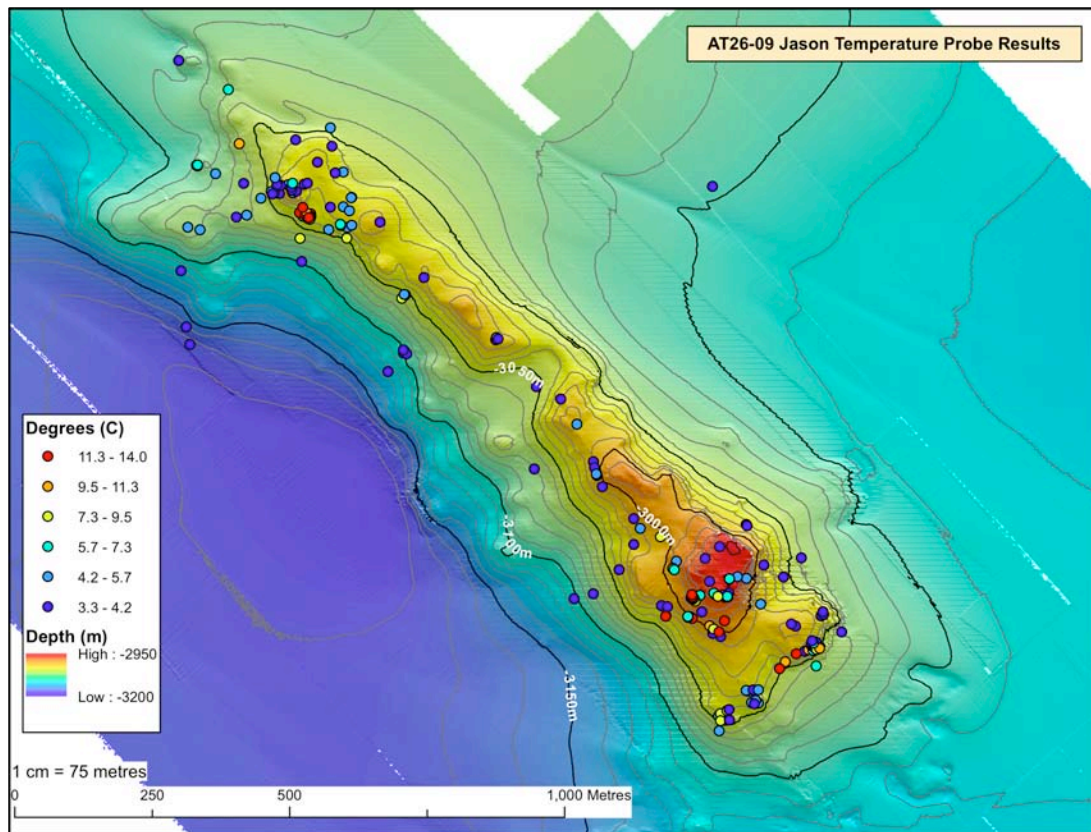 AT26-09 Jason Temperature Probe Results
-3050m
-3000m
-3100m
-3150m
Degrees (C)
11.3 - 14.0
9.5 - 11.3
7.3 - 9.5
5.7 - 7.3
4.2 - 5.7
3.3 - 4.2
Depth (m)
High : -2950
Low : -3200
1 cm = 75 metres
0 250 500 1,000 Metres